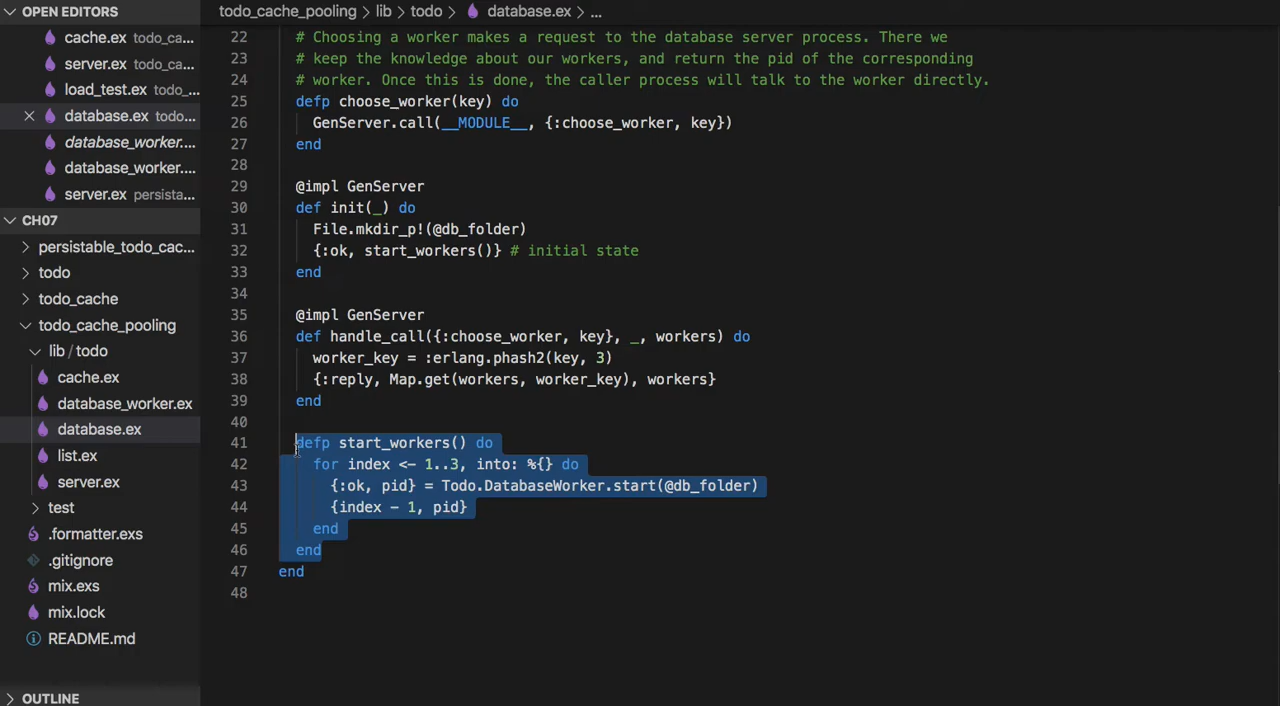 OPEN EDITORS
cache.ex todo_ca...
server.ex todo_ca...
load_test.ex todo_...
database.ex todo...
database_worker....
database_worker....
server.ex persista...
CH07
persistable_todo_cac...
todo
todo_cache
todo_cache_pooling
lib / todo
cache.ex
database_worker.ex
database.ex
list.ex
server.ex
test
.formatter.exs
.gitignore
mix.exs
mix.lock
README.md
OUTLINE
todo_cache_pooling > lib > todo > database.ex > ...
22 # Choosing a worker makes a request to the database server process. There we
23 # keep the knowledge about our workers, and return the pid of the corresponding
24 # worker. Once this is done, the caller process will talk to the worker directly.
25 defp choose_worker(key) do
26 GenServer.call(__MODULE__, {:choose_worker, key})
27 end
28
29 @impl GenServer
30 def init(_) do
31 File.mkdir_p!(@db_folder)
32 {:ok, start_workers()} # initial state
33 end
34
35 @impl GenServer
36 def handle_call({:choose_worker, key}, _, workers) do
37 worker_key = :erlang.phash2(key, 3)
38 {:reply, Map.get(workers, worker_key), workers}
39 end
40
41 defp start_workers() do
42 for index <- 1..3, into: %{} do
43 {:ok, pid} = Todo.DatabaseWorker.start(@db_folder)
44 {index - 1, pid}
45 end
46 end
47 end
48